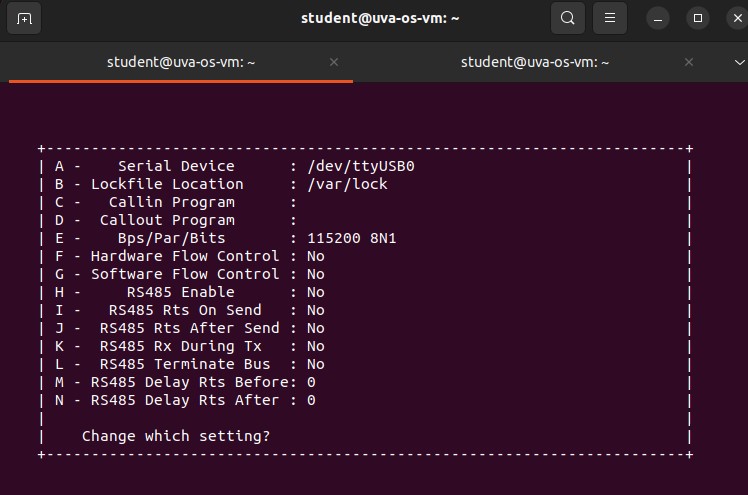 student@uva-os-vm: ~
student@uva-os-vm: ~ student@uva-os-vm: ~
+-----------------------------------------------------------------------+
| A -    Serial Device      : /dev/ttyUSB0                              |
| B - Lockfile Location     : /var/lock                                 |
| C -   Callin Program      :                                           |
| D -  Callout Program      :                                           |
| E -    Bps/Par/Bits       : 115200 8N1                                |
| F - Hardware Flow Control : No                                        |
| G - Software Flow Control : No                                        |
| H -     RS485 Enable      : No                                        |
| I -   RS485 Rts On Send   : No                                        |
| J -  RS485 Rts After Send : No                                        |
| K -  RS485 Rx During Tx   : No                                        |
| L -  RS485 Terminate Bus  : No                                        |
| M - RS485 Delay Rts Before: 0                                         |
| N - RS485 Delay Rts After : 0                                         |
|                                                                       |
|    Change which setting?                                              |
+-----------------------------------------------------------------------+